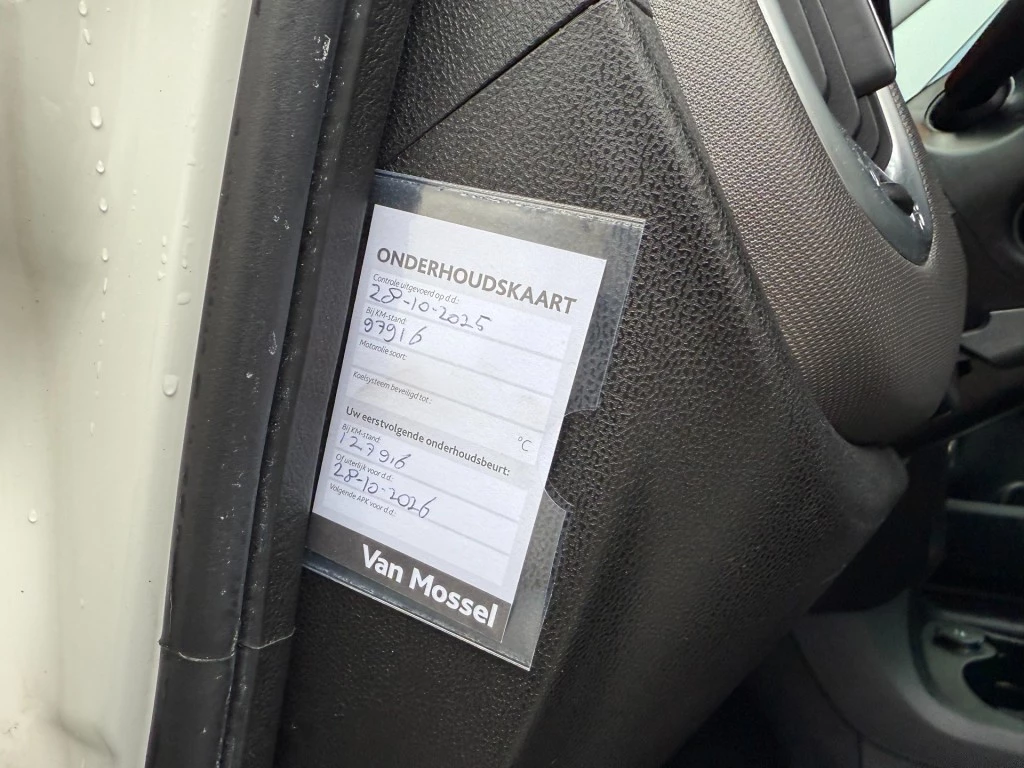 ONDERHOUDSKAART
Controle uitgevoerd op d.d.:
28-10-2025
Bij KM-stand:
97916
Motorolie soort:
Koelsysteem beveiligd tot:
°C
Uw eerstvolgende onderhoudsbeurt:
Bij KM-stand:
127916
Of uiterlijk voor d.d.:
28-10-2026
Volgende APK voor d.d.:
Van Mossel